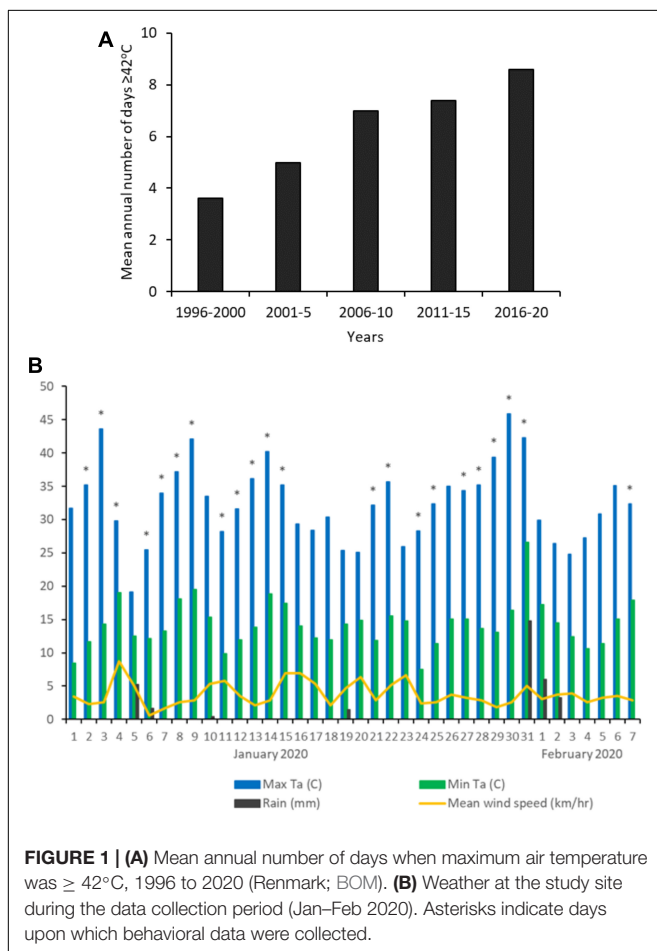 A
Mean annual number of days ≥42°C
10
8
6
4
2
0
1996-2000 2001-5 2006-10 2011-15 2016-20
Years
B
50
45
40
35
30
25
20
15
10
5
0
* * * * * * * * * * * * * * * * * * * * * * *
1 2 3 4 5 6 7 8 9 10 11 12 13 14 15 16 17 18 19 20 21 22 23 24 25 26 27 28 29 30 31 1 2 3 4 5 6 7
January 2020 February 2020
Max Ta (C) Min Ta (C)
Rain (mm) Mean wind speed (km/hr)
FIGURE 1 | (A) Mean annual number of days when maximum air temperature
was ≥ 42°C, 1996 to 2020 (Renmark; BOM). (B) Weather at the study site
during the data collection period (Jan–Feb 2020). Asterisks indicate days
upon which behavioral data were collected.